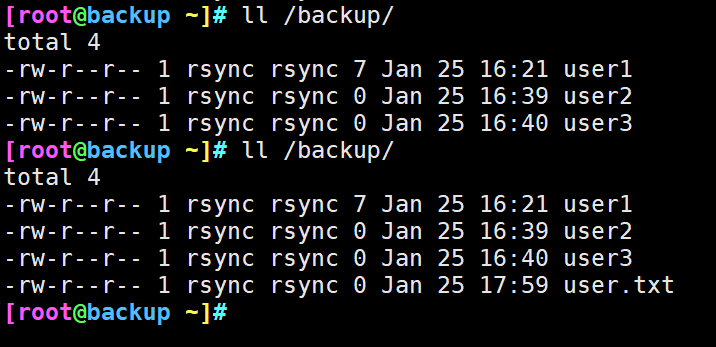 [root@backup ~]# ll /backup/
total 4
-rw-r--r-- 1 rsync rsync 7 Jan 25 16:21 user1
-rw-r--r-- 1 rsync rsync 0 Jan 25 16:39 user2
-rw-r--r-- 1 rsync rsync 0 Jan 25 16:40 user3
[root@backup ~]# ll /backup/
total 4
-rw-r--r-- 1 rsync rsync 7 Jan 25 16:21 user1
-rw-r--r-- 1 rsync rsync 0 Jan 25 16:39 user2
-rw-r--r-- 1 rsync rsync 0 Jan 25 16:40 user3
-rw-r--r-- 1 rsync rsync 0 Jan 25 17:59 user.txt
[root@backup ~]#